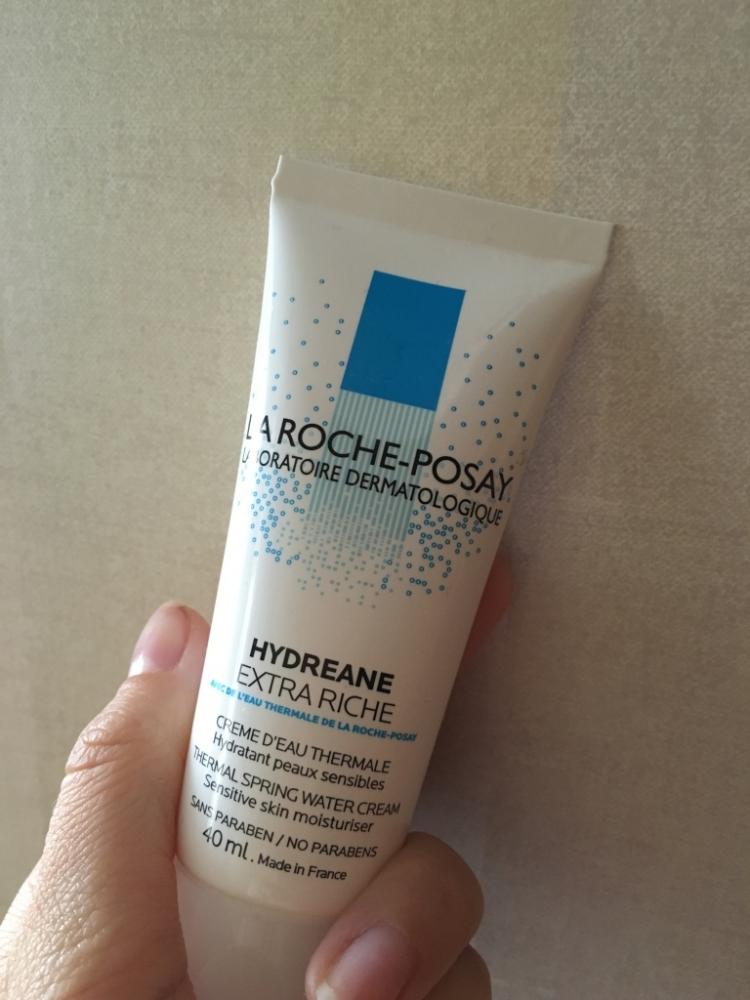 LA ROCHE-POSAY
LABORATOIRE DERMATOLOGIQUE
HYDREANE
EXTRA RICHE
AVEC DE L'EAU THERMALE DE LA ROCHE-POSAY
CREME D'EAU THERMALE
Hydratant peaux sensibles
THERMAL SPRING WATER CREAM
Sensitive skin moisturiser
SANS PARABEN / NO PARABENS
40 ml. Made in France